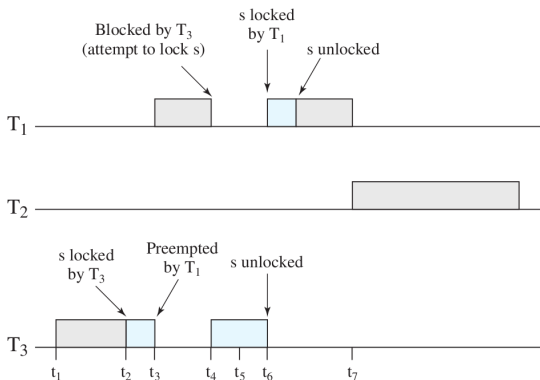 s locked
by T1
Blocked by T3
(attempt to lock s)
s unlocked
T1
T2
s locked
by T3
Preempted
by T1
s unlocked
T3
t1 t2 t3 t4 t5 t6 t7